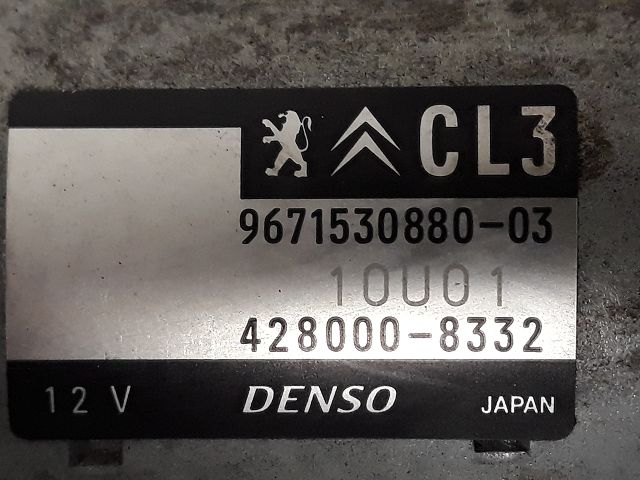 CL3
9671530880-03
10U01
428000-8332
12 V DENSO JAPAN